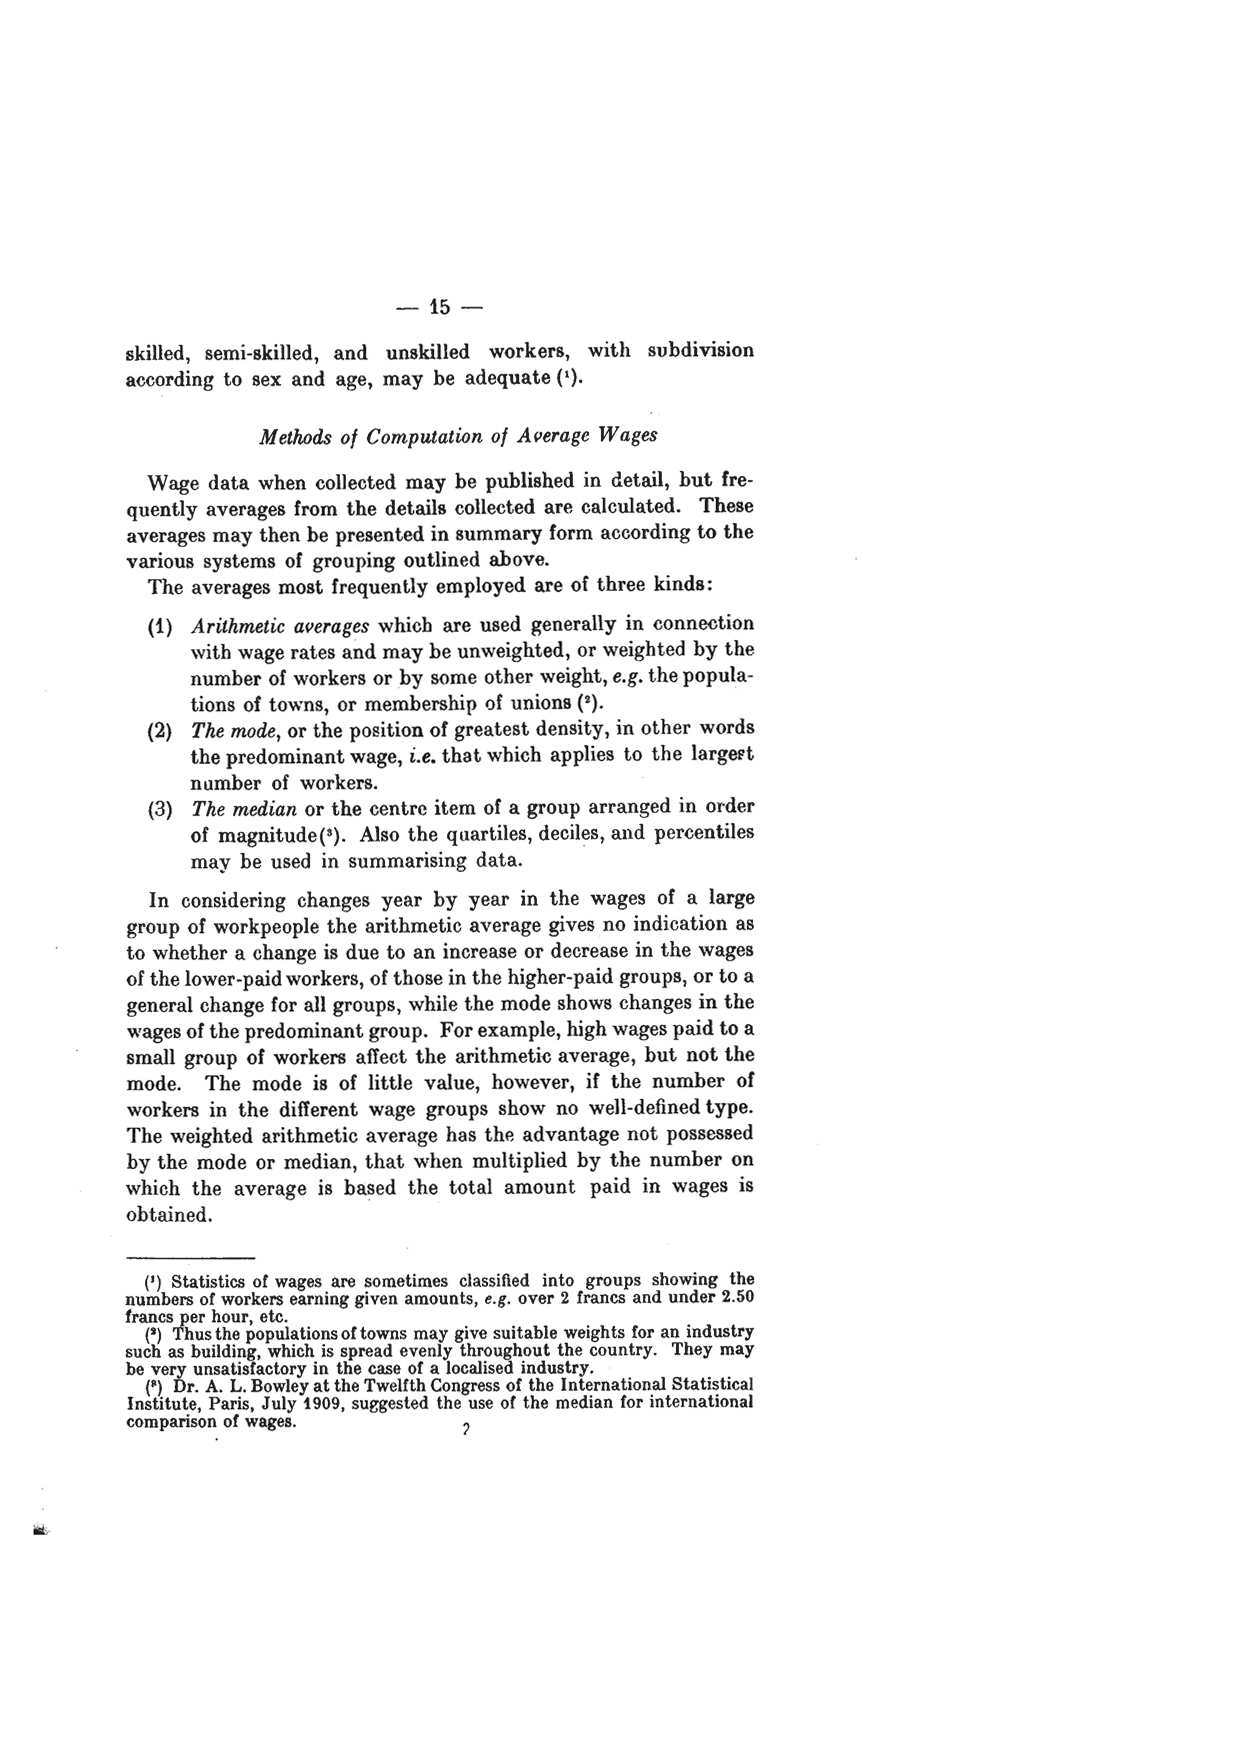 — 15 —
skilled, semi-skilled, and unskilled workers, with subdivision
according to sex and age, may be adequate (¹).
Methods of Computation of Average Wages
Wage data when collected may be published in detail, but fre-
quently averages from the details collected are calculated. These
averages may then be presented in summary form according to the
various systems of grouping outlined above.
The averages most frequently employed are of three kinds:
(1) Arithmetic averages which are used generally in connection
with wage rates and may be unweighted, or weighted by the
number of workers or by some other weight, e.g. the popula-
tions of towns, or membership of unions (²).
(2) The mode, or the position of greatest density, in other words
the predominant wage, i.e. that which applies to the largest
number of workers.
(3) The median or the centre item of a group arranged in order
of magnitude(³). Also the quartiles, deciles, and percentiles
may be used in summarising data.
In considering changes year by year in the wages of a large
group of workpeople the arithmetic average gives no indication as
to whether a change is due to an increase or decrease in the wages
of the lower-paid workers, of those in the higher-paid groups, or to a
general change for all groups, while the mode shows changes in the
wages of the predominant group. For example, high wages paid to a
small group of workers affect the arithmetic average, but not the
mode. The mode is of little value, however, if the number of
workers in the different wage groups show no well-defined type.
The weighted arithmetic average has the advantage not possessed
by the mode or median, that when multiplied by the number on
which the average is based the total amount paid in wages is
obtained.
(¹) Statistics of wages are sometimes classified into groups showing the
numbers of workers earning given amounts, e.g. over 2 francs and under 2.50
francs per hour, etc.
(²) Thus the populations of towns may give suitable weights for an industry
such as building, which is spread evenly throughout the country. They may
be very unsatisfactory in the case of a localised industry.
(³) Dr. A. L. Bowley at the Twelfth Congress of the International Statistical
Institute, Paris, July 1909, suggested the use of the median for international
comparison of wages.
2